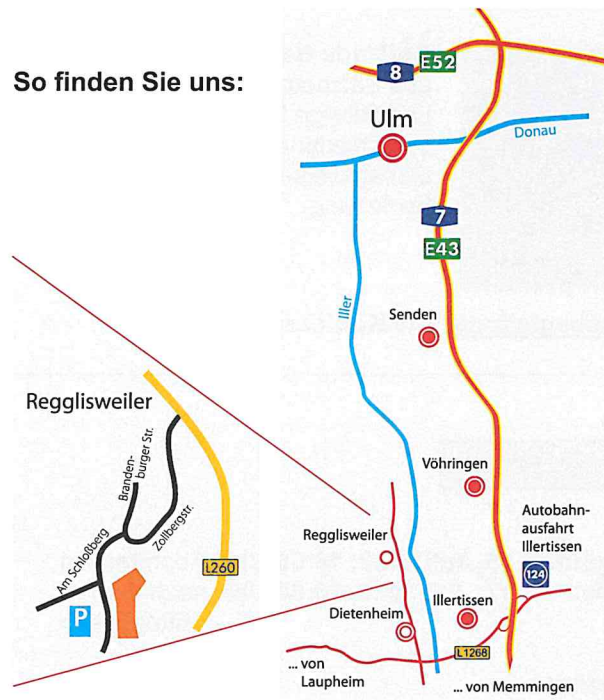 So finden Sie uns:
8
E52
Ulm
Donau
7
E43
Iller
Senden
Vöhringen
Autobahn-
ausfahrt
Illertissen
124
Regglisweiler
Dietenheim
Illertissen
L1268
... von
Laupheim
... von Memmingen
Regglisweiler
Branden-
burger Str.
Zollbergstr.
Am Schloßberg
L260
P